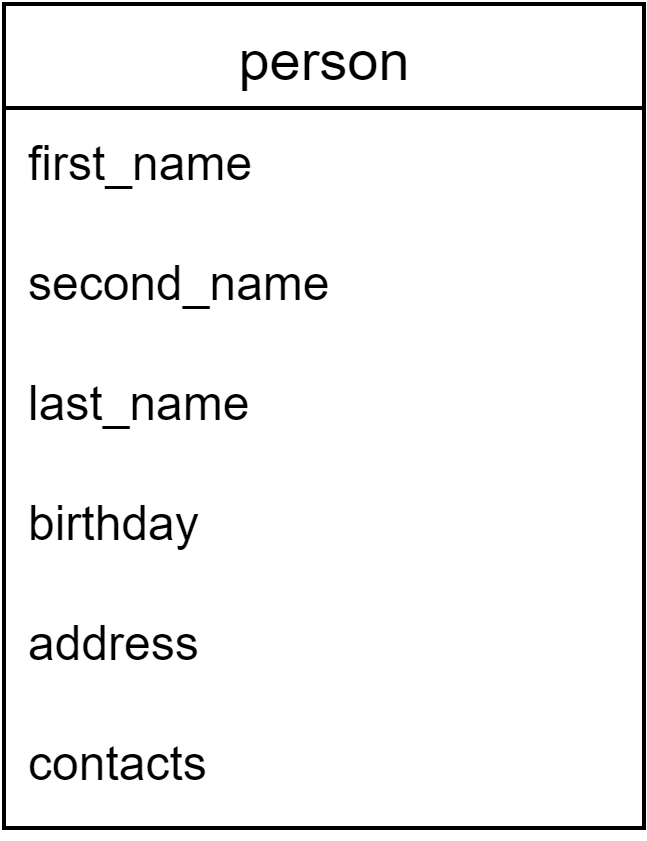 person
first_name
second_name
last_name
birthday
address
contacts